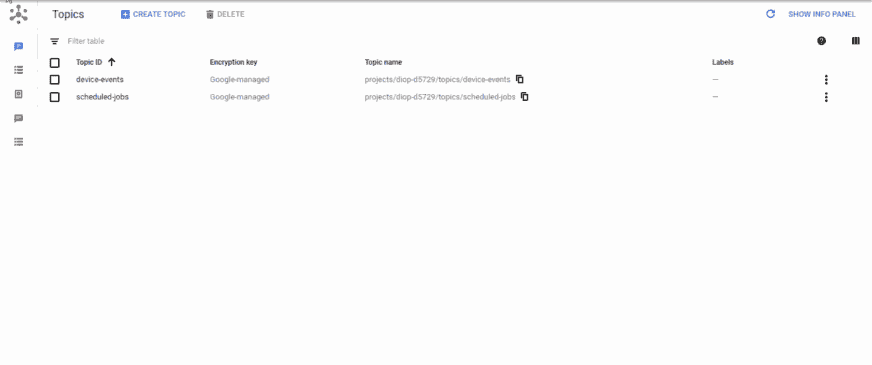 Topics CREATE TOPIC DELETE SHOW INFO PANEL
Filter table
Topic ID Encryption key Topic name Labels
device-events Google-managed projects/diop-d5729/topics/device-events —
scheduled-jobs Google-managed projects/diop-d5729/topics/scheduled-jobs —